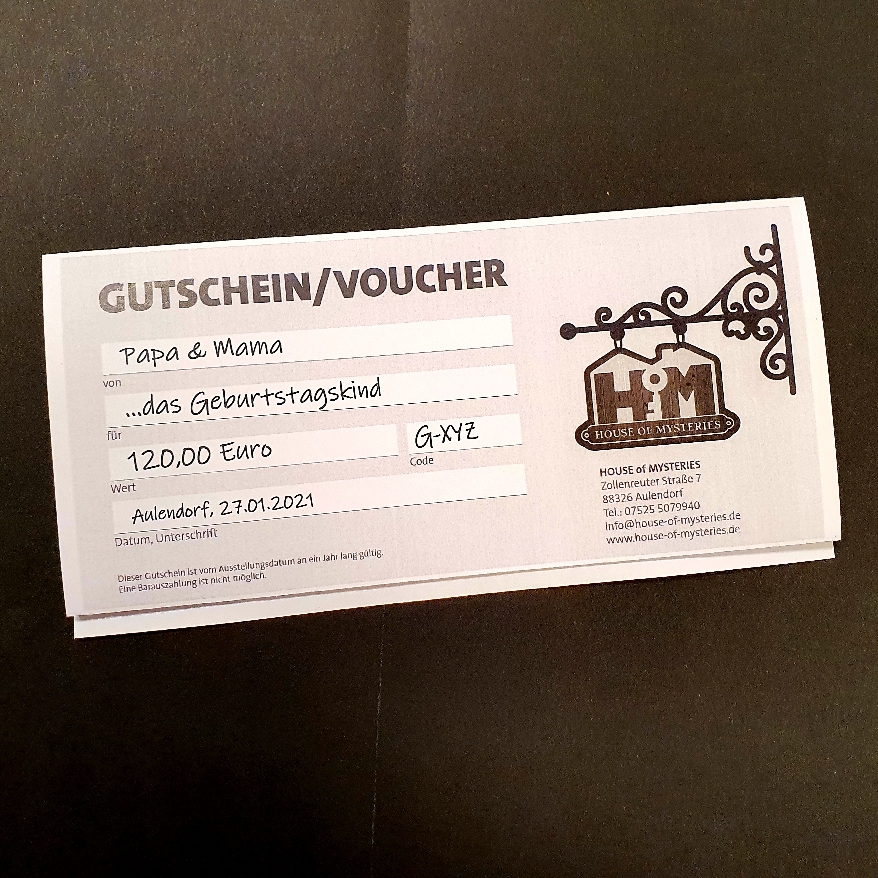 GUTSCHEIN/VOUCHER
Papa & Mama
von
...das Geburtstagskind
für
120,00 Euro
Wert
G-XYZ
Code
Aulendorf, 27.01.2021
Datum, Unterschrift
Dieser Gutschein ist vom Ausstellungsdatum an ein Jahr lang gültig.
Eine Barauszahlung ist nicht möglich.
HoM
HOUSE OF MYSTERIES
HOUSE of MYSTERIES
Zollenreuter Straße 7
88326 Aulendorf
Tel.: 07525 5079940
info@house-of-mysteries.de
www.house-of-mysteries.de